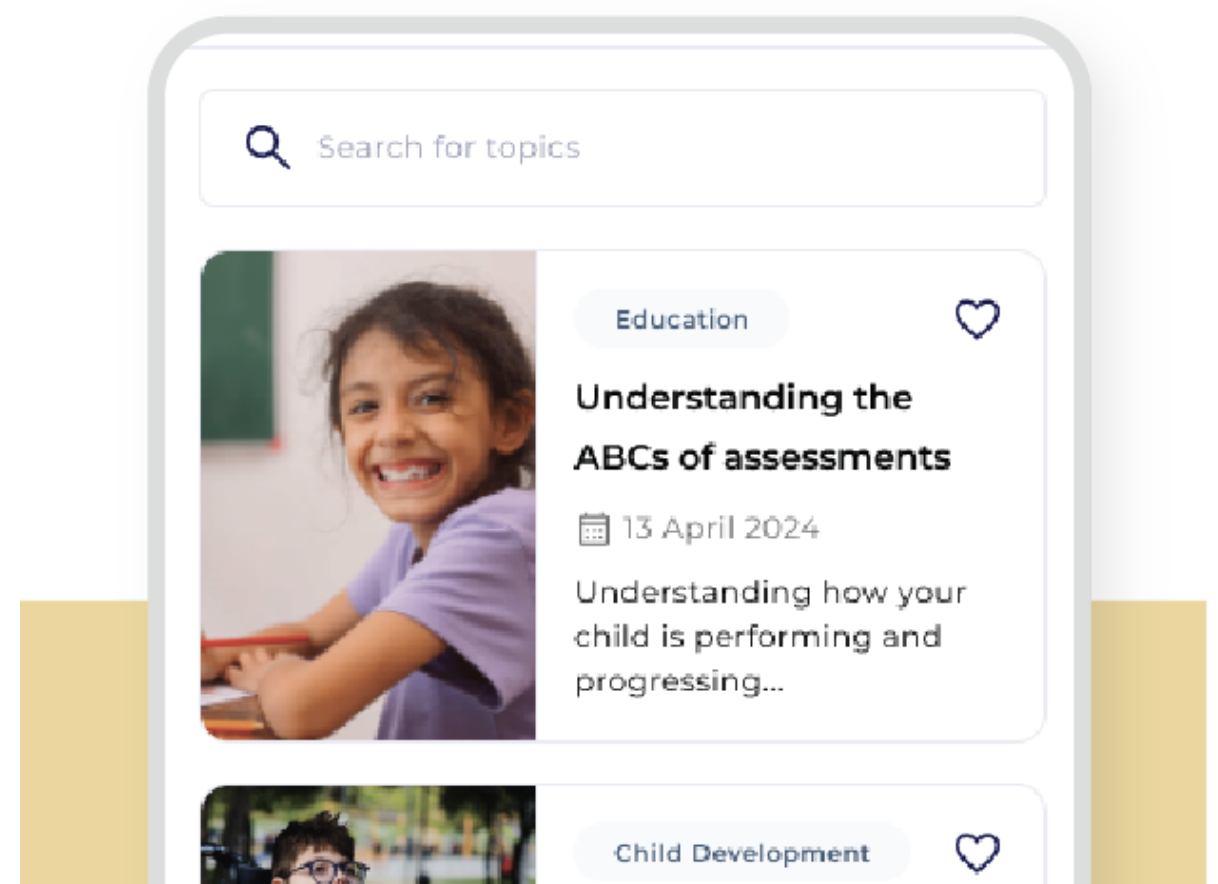 Search for topics
Education
Understanding the
ABCs of assessments
13 April 2024
Understanding how your
child is performing and
progressing...
Child Development